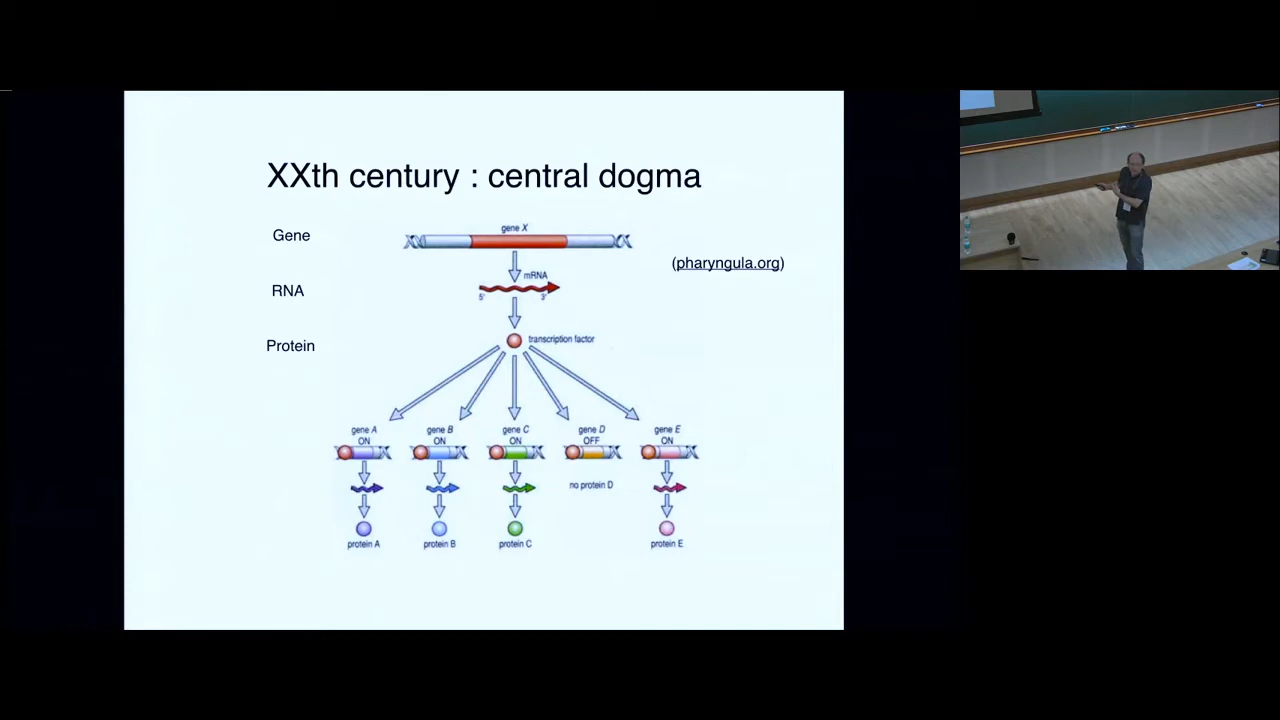 XXth century : central dogma
Gene
gene X
(pharyngula.org)
mRNA
RNA
5' 3'
Protein
transcription factor
gene A gene B gene C gene D gene E
ON ON ON OFF ON
no protein D
protein A protein B protein C protein E